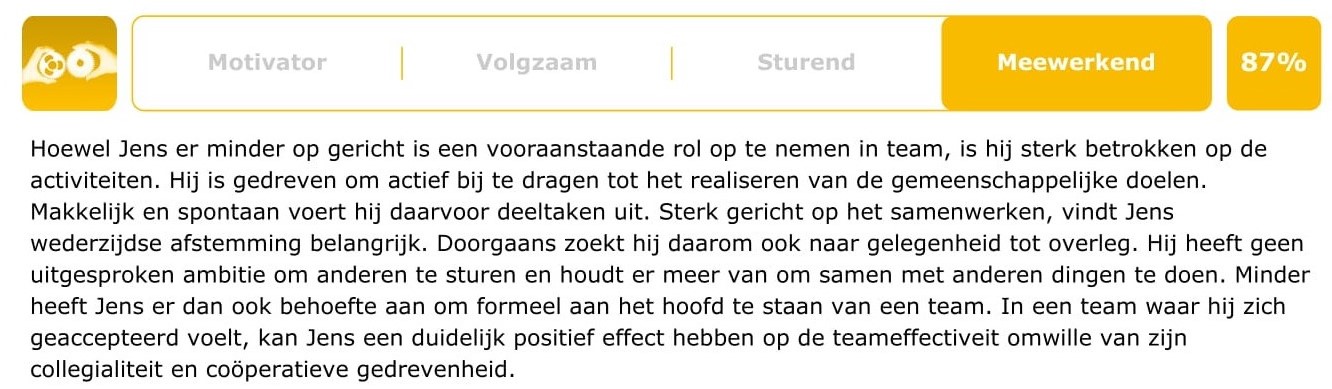 Motivator Volgzaam Sturend Meewerkend 87%
Hoewel Jens er minder op gericht is een vooraanstaande rol op te nemen in team, is hij sterk betrokken op de
activiteiten. Hij is gedreven om actief bij te dragen tot het realiseren van de gemeenschappelijke doelen.
Makkelijk en spontaan voert hij daarvoor deeltaken uit. Sterk gericht op het samenwerken, vindt Jens
wederzijdse afstemming belangrijk. Doorgaans zoekt hij daarom ook naar gelegenheid tot overleg. Hij heeft geen
uitgesproken ambitie om anderen te sturen en houdt er meer van om samen met anderen dingen te doen. Minder
heeft Jens er dan ook behoefte aan om formeel aan het hoofd te staan van een team. In een team waar hij zich
geaccepteerd voelt, kan Jens een duidelijk positief effect hebben op de teameffectiveit omwille van zijn
collegialiteit en coöperatieve gedrevenheid.